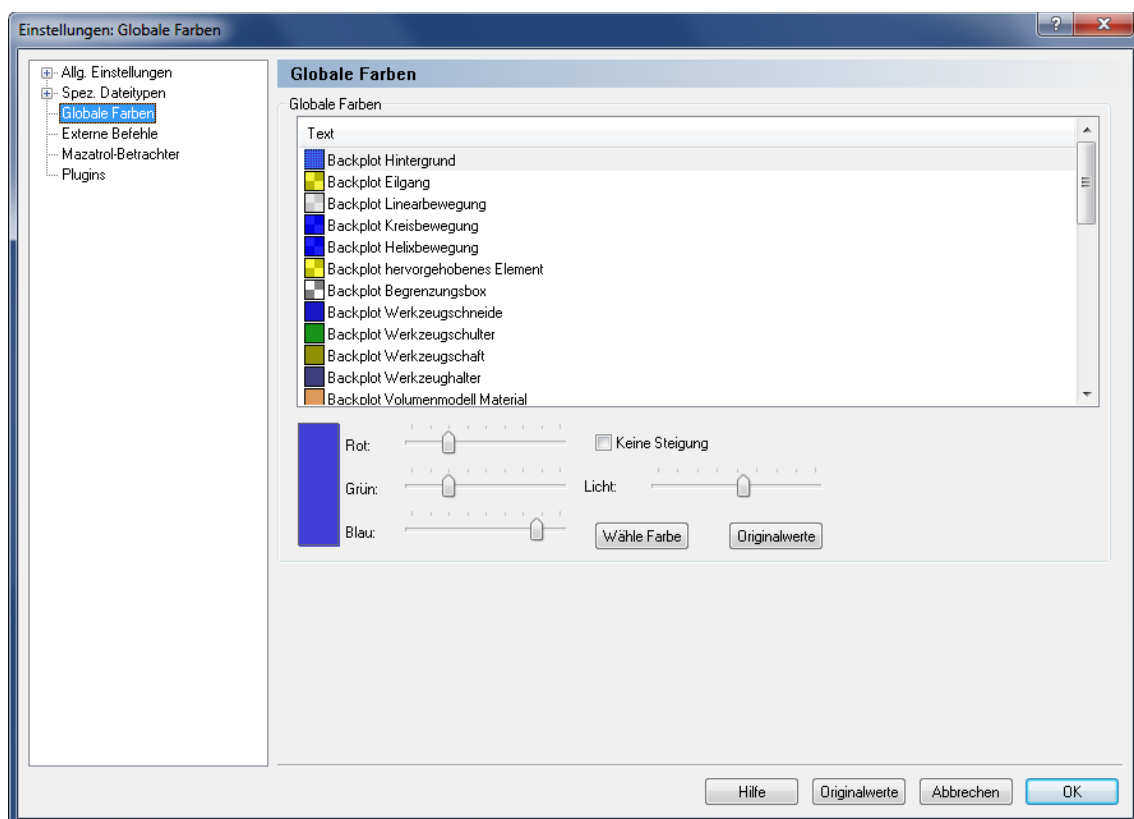 Einstellungen: Globale Farben
Allg. Einstellungen
Spez. Dateitypen
Globale Farben
Externe Befehle
Mazatrol-Betrachter
Plugins
Globale Farben
Globale Farben
Text
Backplot Hintergrund
Backplot Eilgang
Backplot Linearbewegung
Backplot Kreisbewegung
Backplot Helixbewegung
Backplot hervorgehobenes Element
Backplot Begrenzungsbox
Backplot Werkzeugschneide
Backplot Werkzeugschulter
Backplot Werkzeugschaft
Backplot Werkzeughalter
Backplot Volumenmodell Material
Rot:
Keine Steigung
Grün:
Licht:
Blau:
Wähle Farbe
Originalwerte
Hilfe
Originalwerte
Abbrechen
OK